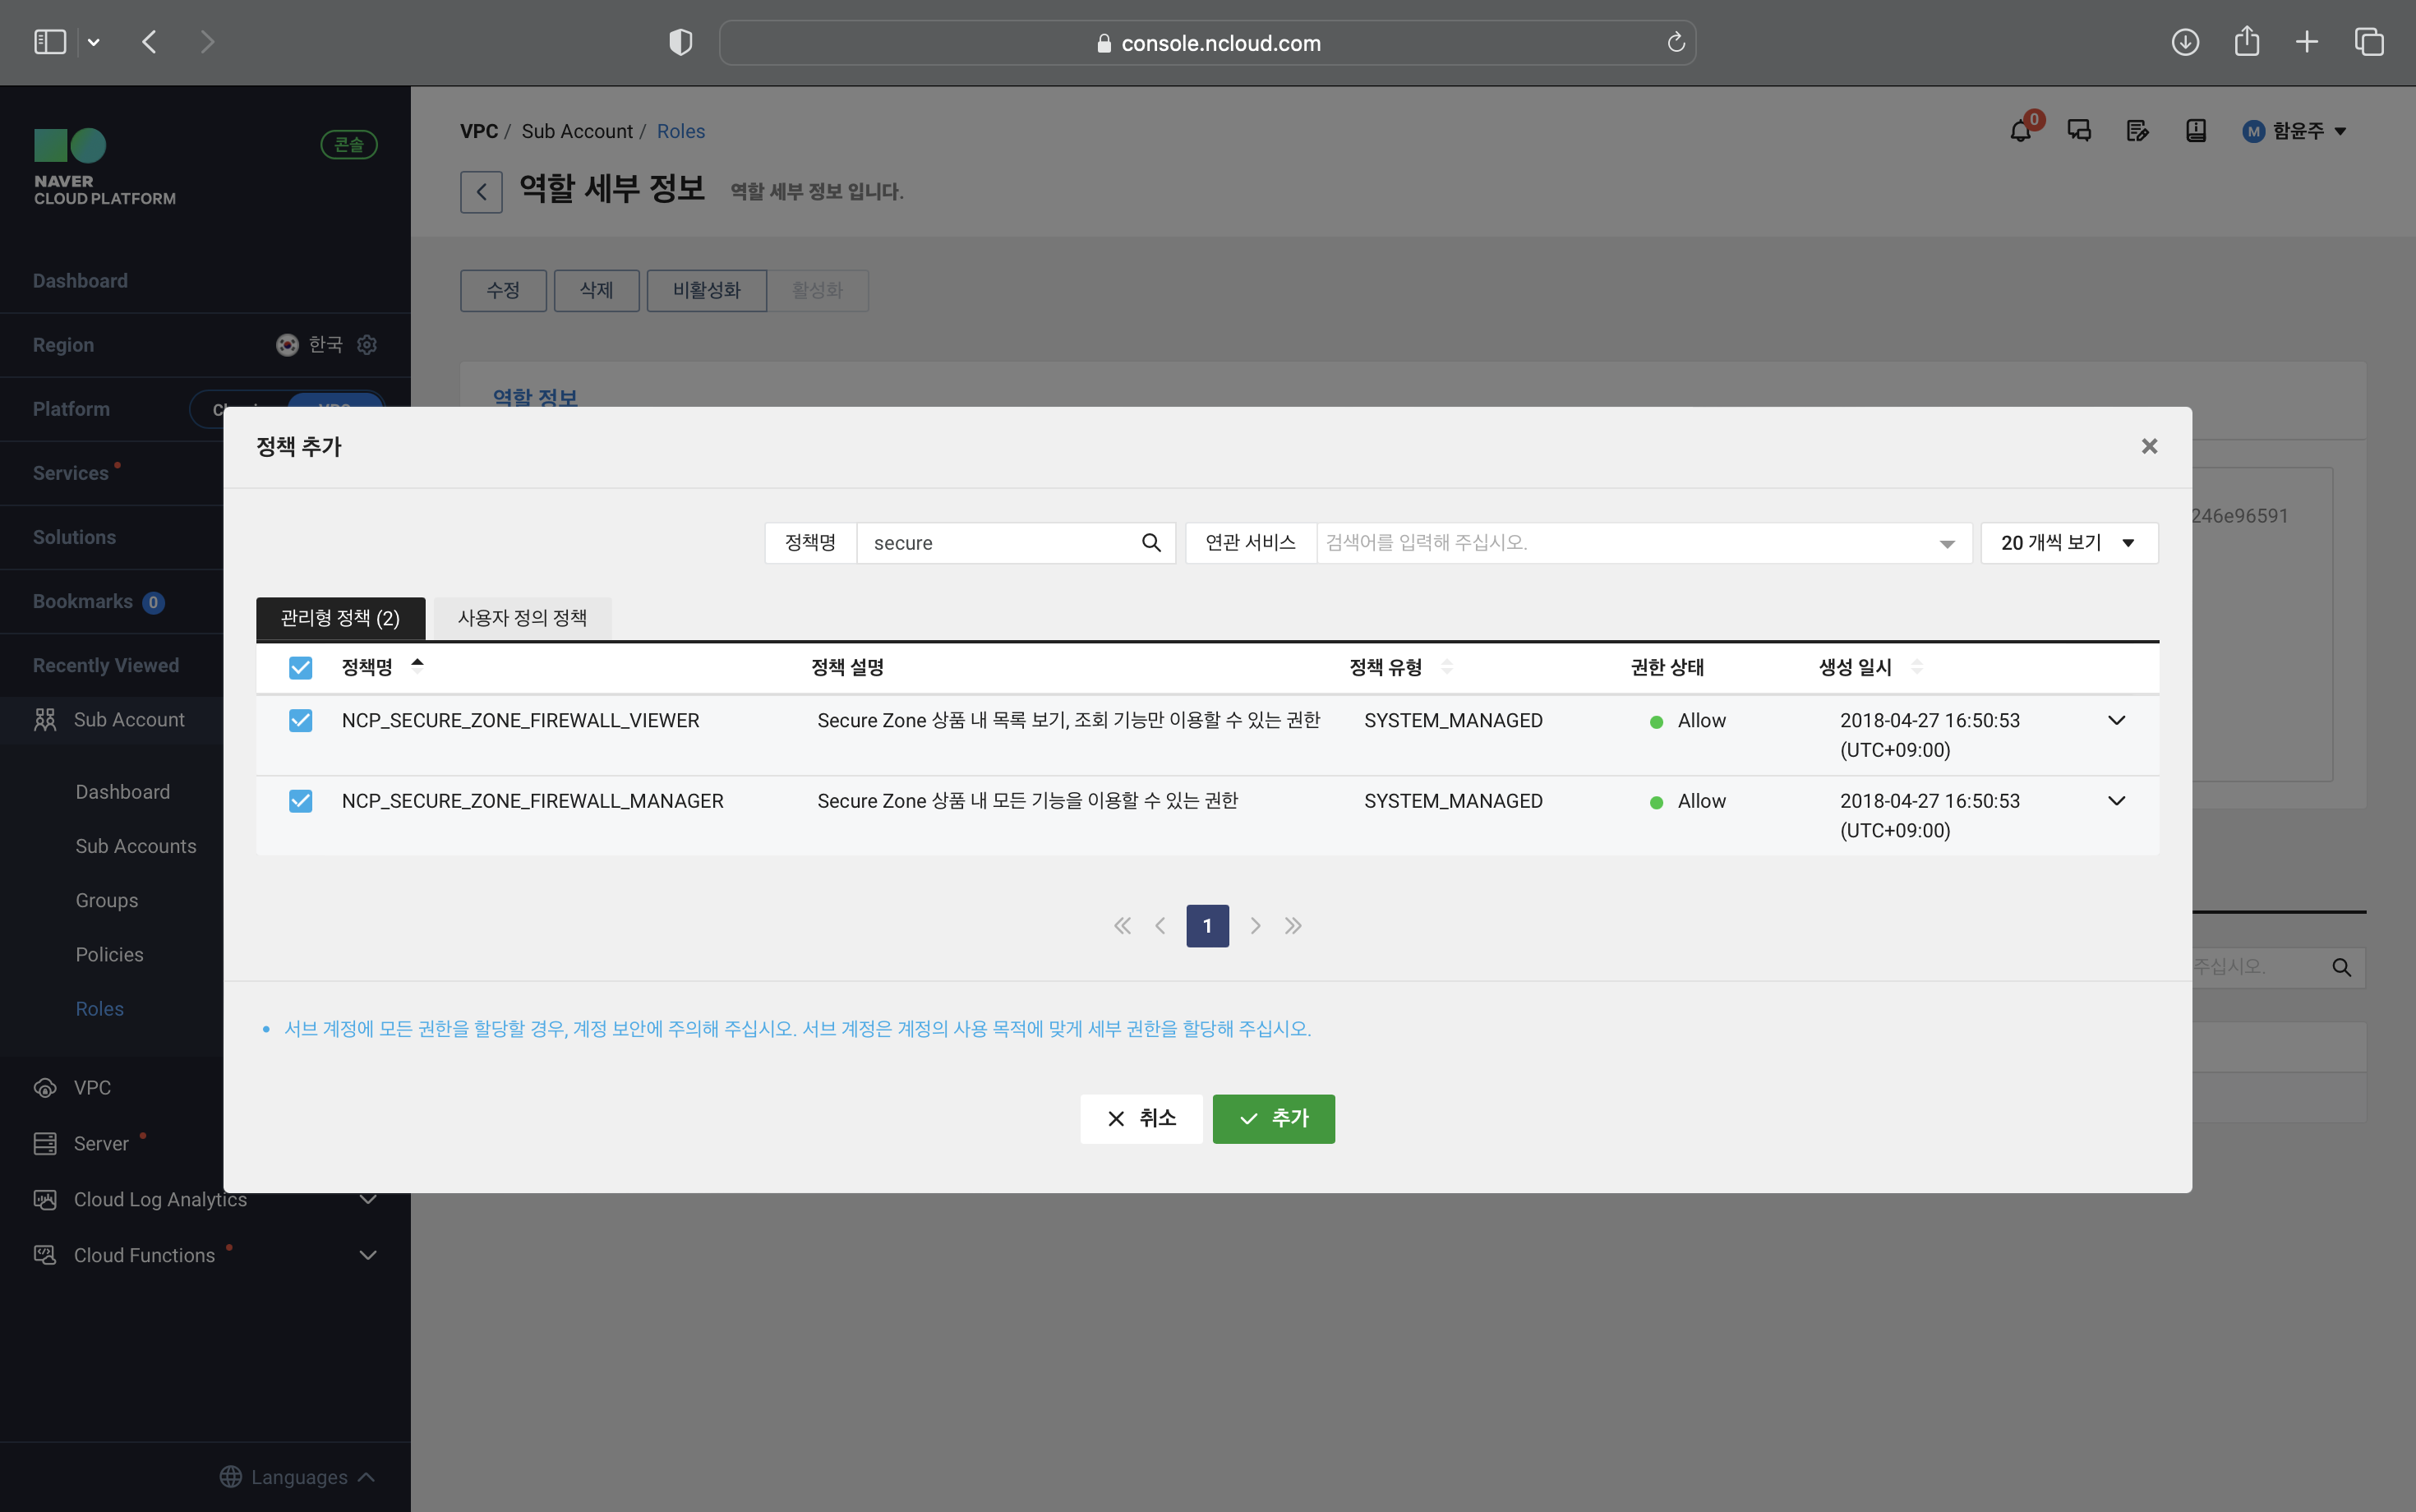 console.ncloud.com
NAVER
CLOUD PLATFORM
콘솔
Dashboard
Region 한국
Platform
Services
Solutions
Bookmarks 0
Recently Viewed
Sub Account
Dashboard
Sub Accounts
Groups
Policies
Roles
VPC
Server
Cloud Log Analytics
Cloud Functions
Languages
VPC / Sub Account / Roles
0
M 함윤주
역할 세부 정보 역할 세부 정보 입니다.
수정 삭제 비활성화 활성화
역할 정보
246e96591
주십시오.
정책 추가
정책명 secure 연관 서비스 검색어를 입력해 주십시오. 20 개씩 보기
관리형 정책 (2) 사용자 정의 정책
정책명 정책 설명 정책 유형 권한 상태 생성 일시
NCP_SECURE_ZONE_FIREWALL_VIEWER Secure Zone 상품 내 목록 보기, 조회 기능만 이용할 수 있는 권한 SYSTEM_MANAGED Allow 2018-04-27 16:50:53
(UTC+09:00)
NCP_SECURE_ZONE_FIREWALL_MANAGER Secure Zone 상품 내 모든 기능을 이용할 수 있는 권한 SYSTEM_MANAGED Allow 2018-04-27 16:50:53
(UTC+09:00)
1
서브 계정에 모든 권한을 할당할 경우, 계정 보안에 주의해 주십시오. 서브 계정은 계정의 사용 목적에 맞게 세부 권한을 할당해 주십시오.
취소 추가